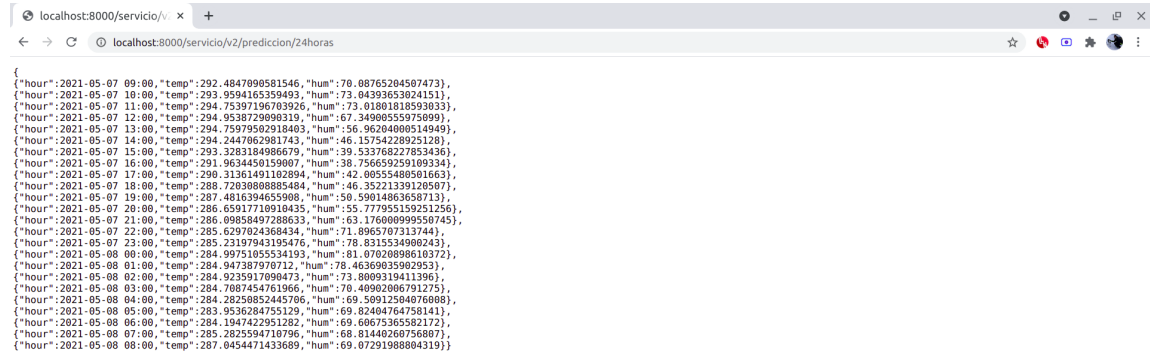 localhost:8000/servicio/v
localhost:8000/servicio/v2/prediccion/24horas
{
{"hour":2021-05-07 09:00,"temp":292.4847090581546,"hum":70.08765204507473},
{"hour":2021-05-07 10:00,"temp":293.9594165359493,"hum":73.04393653024151},
{"hour":2021-05-07 11:00,"temp":294.75397196703926,"hum":73.01801818593033},
{"hour":2021-05-07 12:00,"temp":294.9538729090319,"hum":67.34900555975099},
{"hour":2021-05-07 13:00,"temp":294.75979502918403,"hum":56.96204000514949},
{"hour":2021-05-07 14:00,"temp":294.2447062981743,"hum":46.15754228925128},
{"hour":2021-05-07 15:00,"temp":293.3283184986679,"hum":39.533768227853436},
{"hour":2021-05-07 16:00,"temp":291.9634450159007,"hum":38.756659259109334},
{"hour":2021-05-07 17:00,"temp":290.31361491102894,"hum":42.00555480501663},
{"hour":2021-05-07 18:00,"temp":288.72030808885484,"hum":46.35221339120507},
{"hour":2021-05-07 19:00,"temp":287.4816394655908,"hum":50.59014863658713},
{"hour":2021-05-07 20:00,"temp":286.65917710910435,"hum":55.777955159251256},
{"hour":2021-05-07 21:00,"temp":286.09858497288633,"hum":63.176000999550745},
{"hour":2021-05-07 22:00,"temp":285.6297024368434,"hum":71.8965707313744},
{"hour":2021-05-07 23:00,"temp":285.23197943195476,"hum":78.8315534900243},
{"hour":2021-05-08 00:00,"temp":284.99751055534193,"hum":81.07020898610372},
{"hour":2021-05-08 01:00,"temp":284.947387970712,"hum":78.46369035902953},
{"hour":2021-05-08 02:00,"temp":284.9235917090473,"hum":73.8009319411396},
{"hour":2021-05-08 03:00,"temp":284.7087454761966,"hum":70.40902006791275},
{"hour":2021-05-08 04:00,"temp":284.28250852445706,"hum":69.50912504076008},
{"hour":2021-05-08 05:00,"temp":283.9536284755129,"hum":69.82404764758141},
{"hour":2021-05-08 06:00,"temp":284.1947422951282,"hum":69.60675365582172},
{"hour":2021-05-08 07:00,"temp":285.2825594710796,"hum":68.81440260756807},
{"hour":2021-05-08 08:00,"temp":287.0454471433689,"hum":69.07291988804319}}